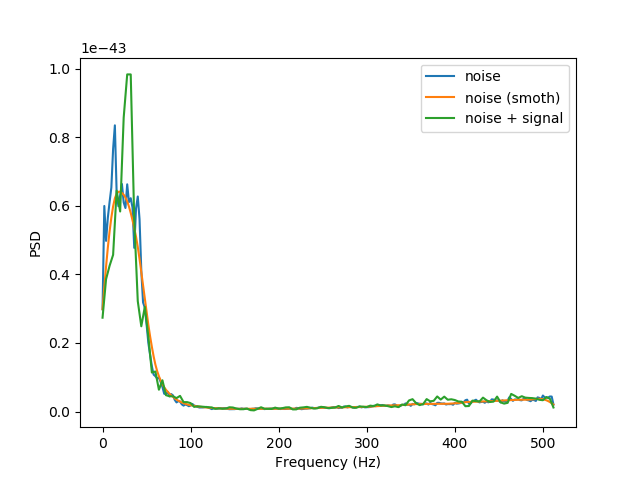 1e−43
1.0
0.8
0.6
0.4
0.2
0.0
PSD
0
100
200
300
400
500
Frequency (Hz)
noise
noise (smoth)
noise + signal